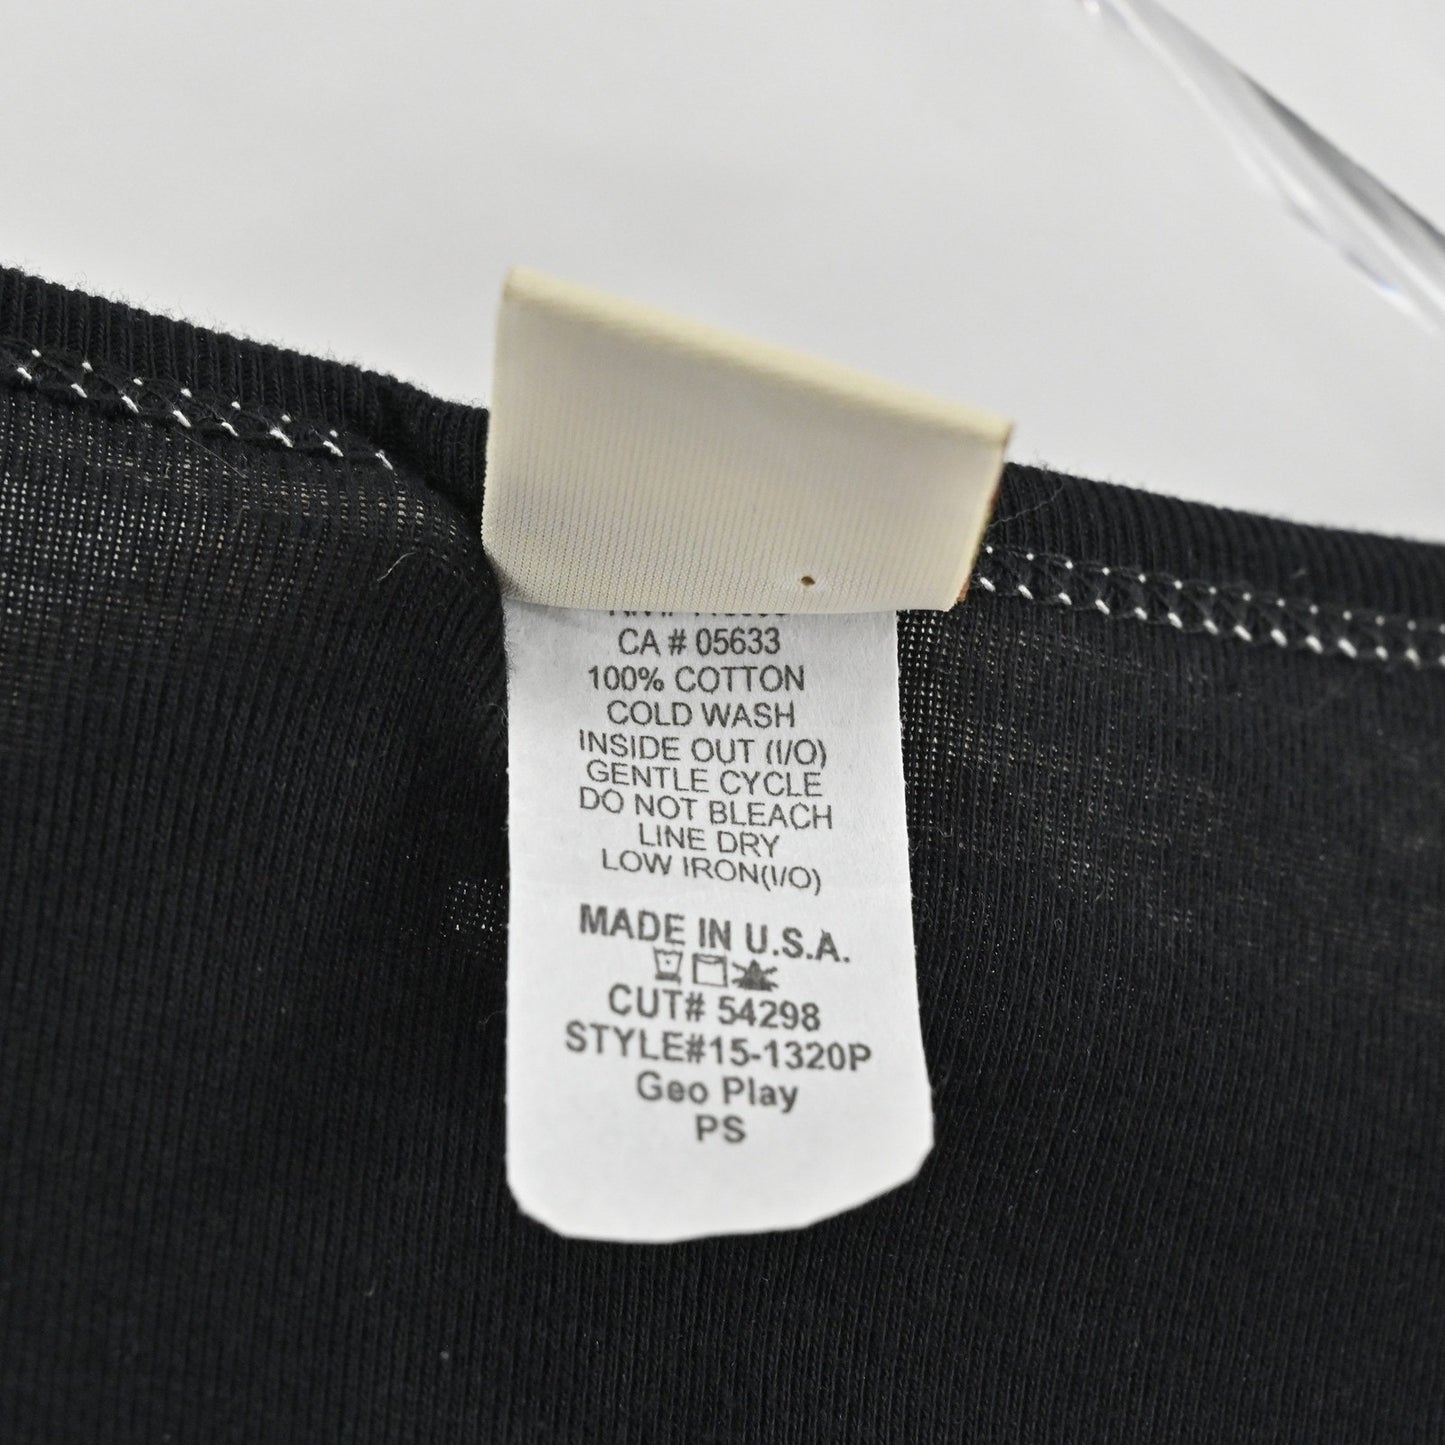 CA # 05633
100% COTTON
COLD WASH
INSIDE OUT (I/O)
GENTLE CYCLE
DO NOT BLEACH
LINE DRY
LOW IRON(I/O)
MADE IN U.S.A.
CUT# 54298
STYLE#15-1320P
Geo Play
PS